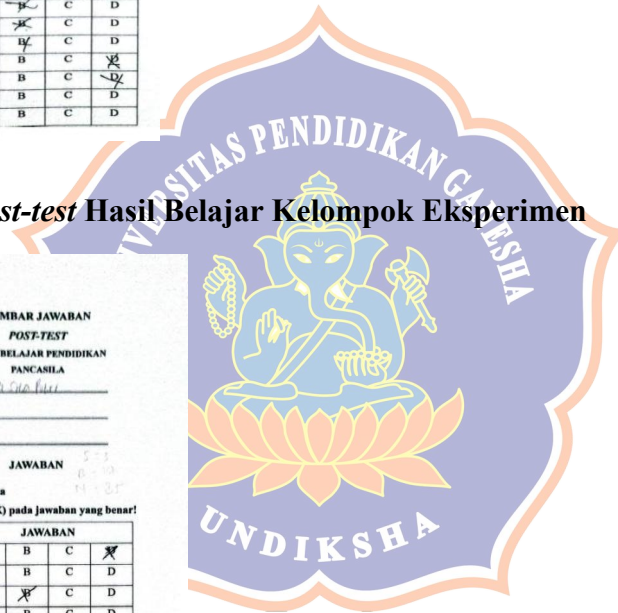 B C D
B C D
B C D
B C D
B C D
B C D
B C D
st-test Hasil Belajar Kelompok Eksperimen
UNIVERSITAS PENDIDIKAN GANESHA
UNDIKSHA
MBAR JAWABAN
POST-TEST
BELAJAR PENDIDIKAN
PANCASILA
JAWABAN
) pada jawaban yang benar!
JAWABAN
B C D
B C D
B C D
B C D